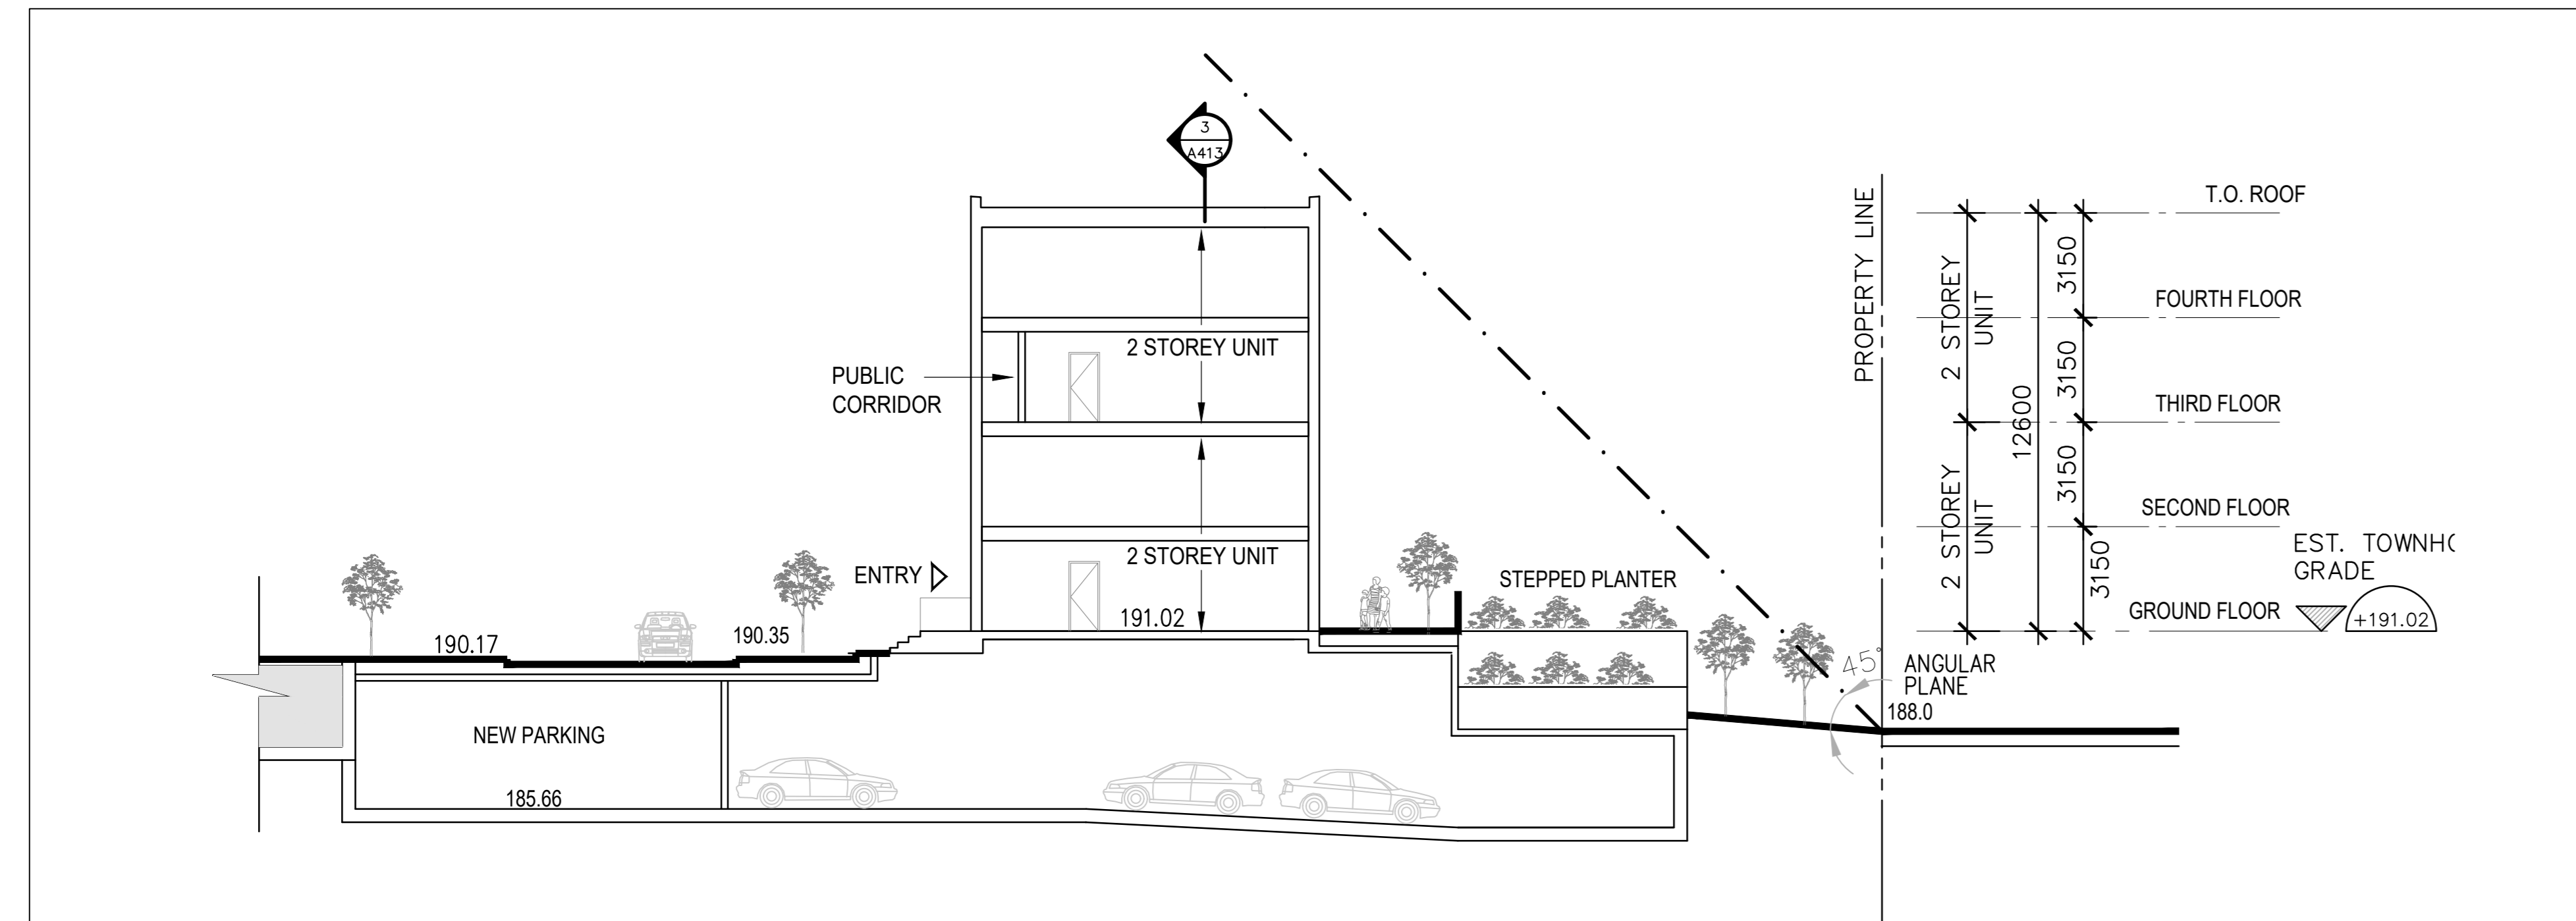 3
A413
PROPERTY LINE
T.O. ROOF
3150
FOURTH FLOOR
2 STOREY
UNIT
2 STOREY UNIT
3150
PUBLIC
CORRIDOR
12600
THIRD FLOOR
3150
SECOND FLOOR
2 STOREY
UNIT
EST. TOWNH(
GRADE
2 STOREY UNIT
ENTRY
STEPPED PLANTER
3150
GROUND FLOOR
+191.02
191.02
190.17
190.35
45°
ANGULAR
PLANE
188.0
NEW PARKING
185.66